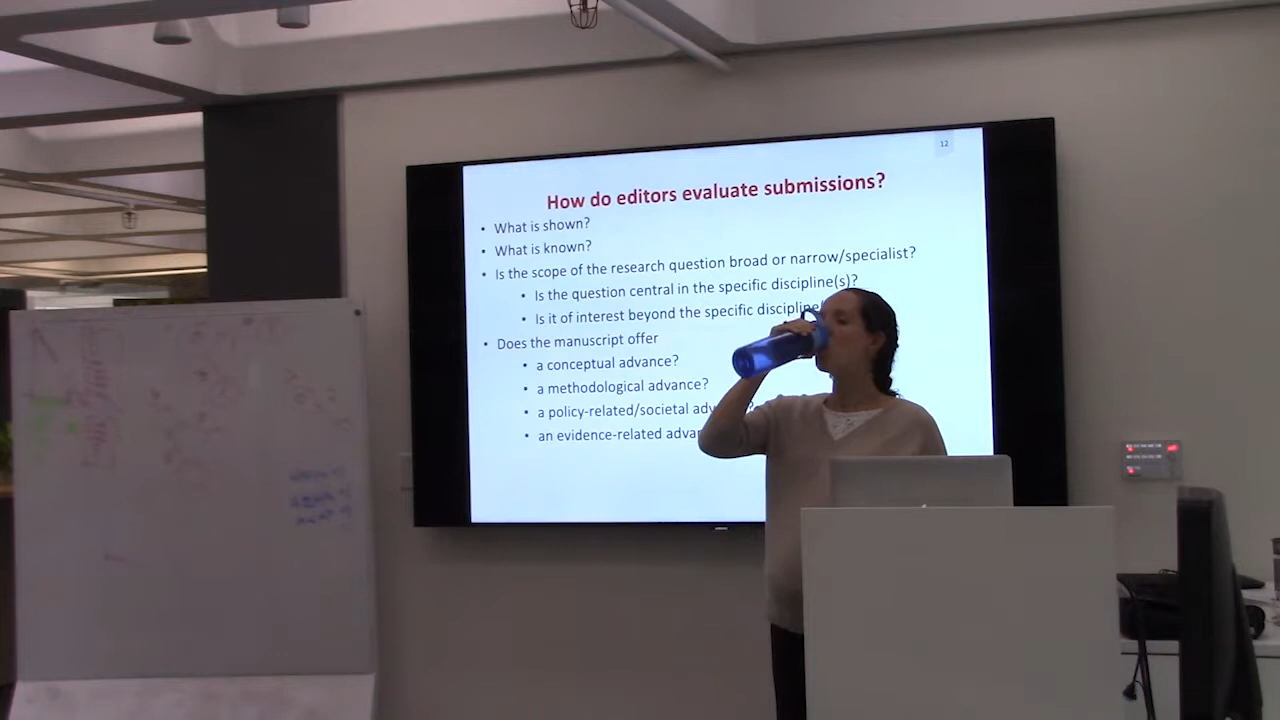 12
How do editors evaluate submissions?
• What is shown?
• What is known?
• Is the scope of the research question broad or narrow/specialist?
• Is the question central in the specific discipline(s)?
• Is it of interest beyond the specific discipline
• Does the manuscript offer
• a conceptual advance?
• a methodological advance?
• a policy-related/societal
• an evidence-related